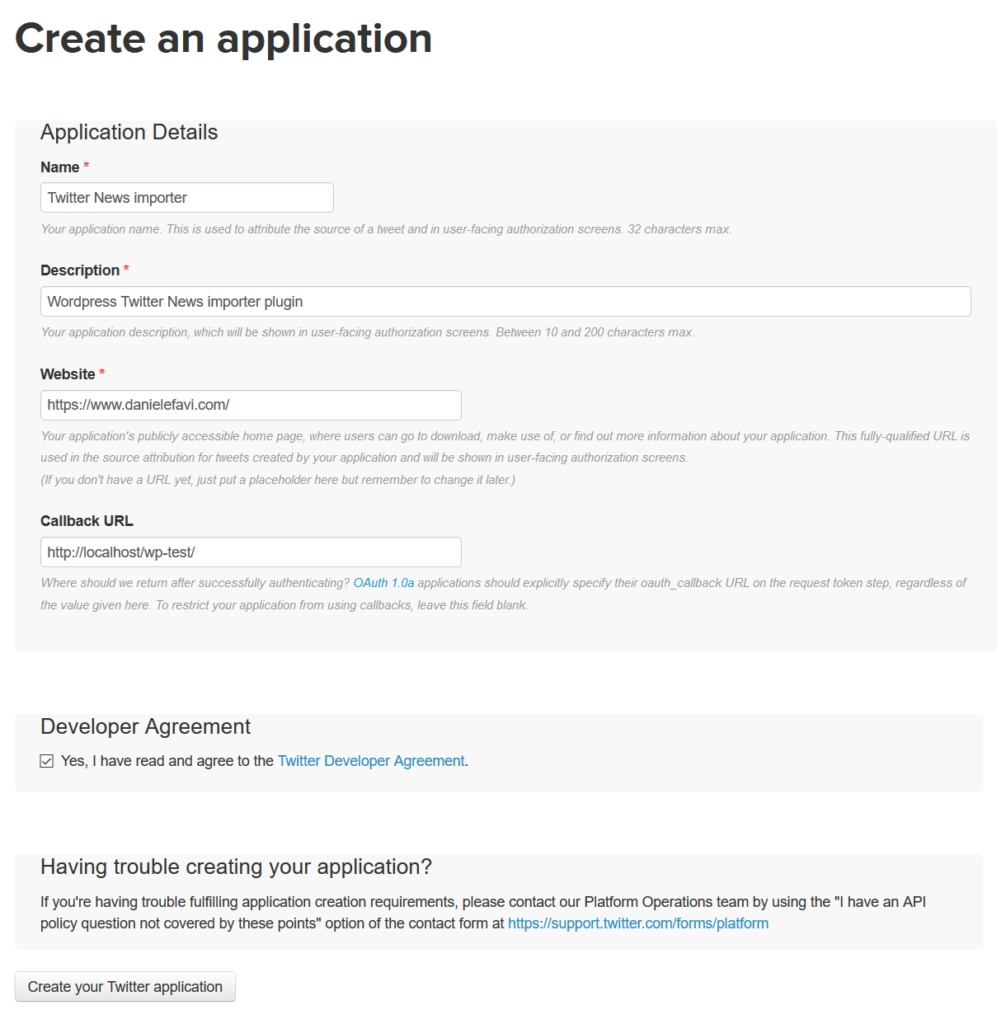 Create an application
Application Details
Name *
Twitter News importer
Your application name. This is used to attribute the source of a tweet and in user-facing authorization screens. 32 characters max.
Description *
Wordpress Twitter News importer plugin
Your application description, which will be shown in user-facing authorization screens. Between 10 and 200 characters max.
Website *
https://www.danielefavi.com/
Your application's publicly accessible home page, where users can go to download, make use of, or find out more information about your application. This fully-qualified URL is
used in the source attribution for tweets created by your application and will be shown in user-facing authorization screens.
(If you don't have a URL yet, just put a placeholder here but remember to change it later.)
Callback URL
http://localhost/wp-test/
Where should we return after successfully authenticating? OAuth 1.0a applications should explicitly specify their oauth_callback URL on the request token step, regardless of
the value given here. To restrict your application from using callbacks, leave this field blank.
Developer Agreement
Yes, I have read and agree to the Twitter Developer Agreement.
Having trouble creating your application?
If you're having trouble fulfilling application creation requirements, please contact our Platform Operations team by using the "I have an API
policy question not covered by these points" option of the contact form at https://support.twitter.com/forms/platform
Create your Twitter application